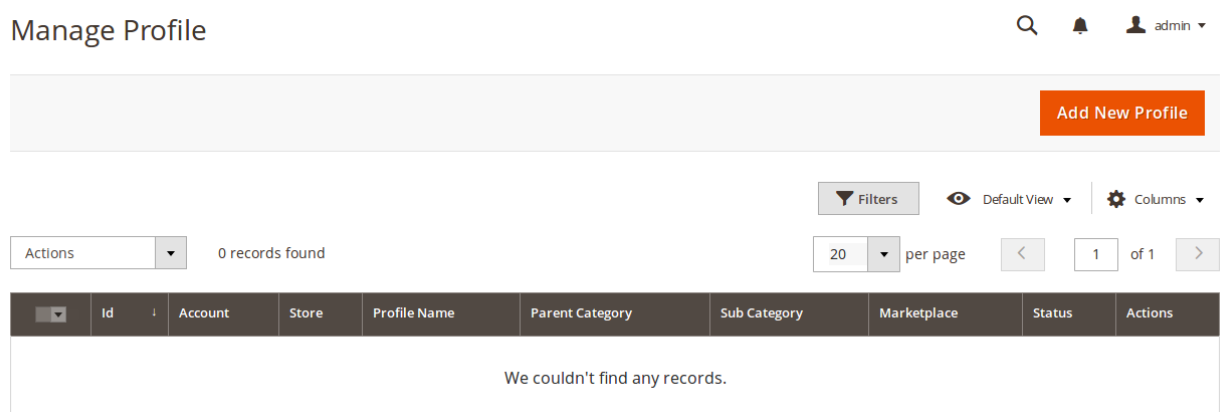 Manage Profile
admin
Add New Profile
Filters
Default View
Columns
Actions
0 records found
20
per page
1
of 1
Id ↓ Account Store Profile Name Parent Category Sub Category Marketplace Status Actions
We couldn't find any records.